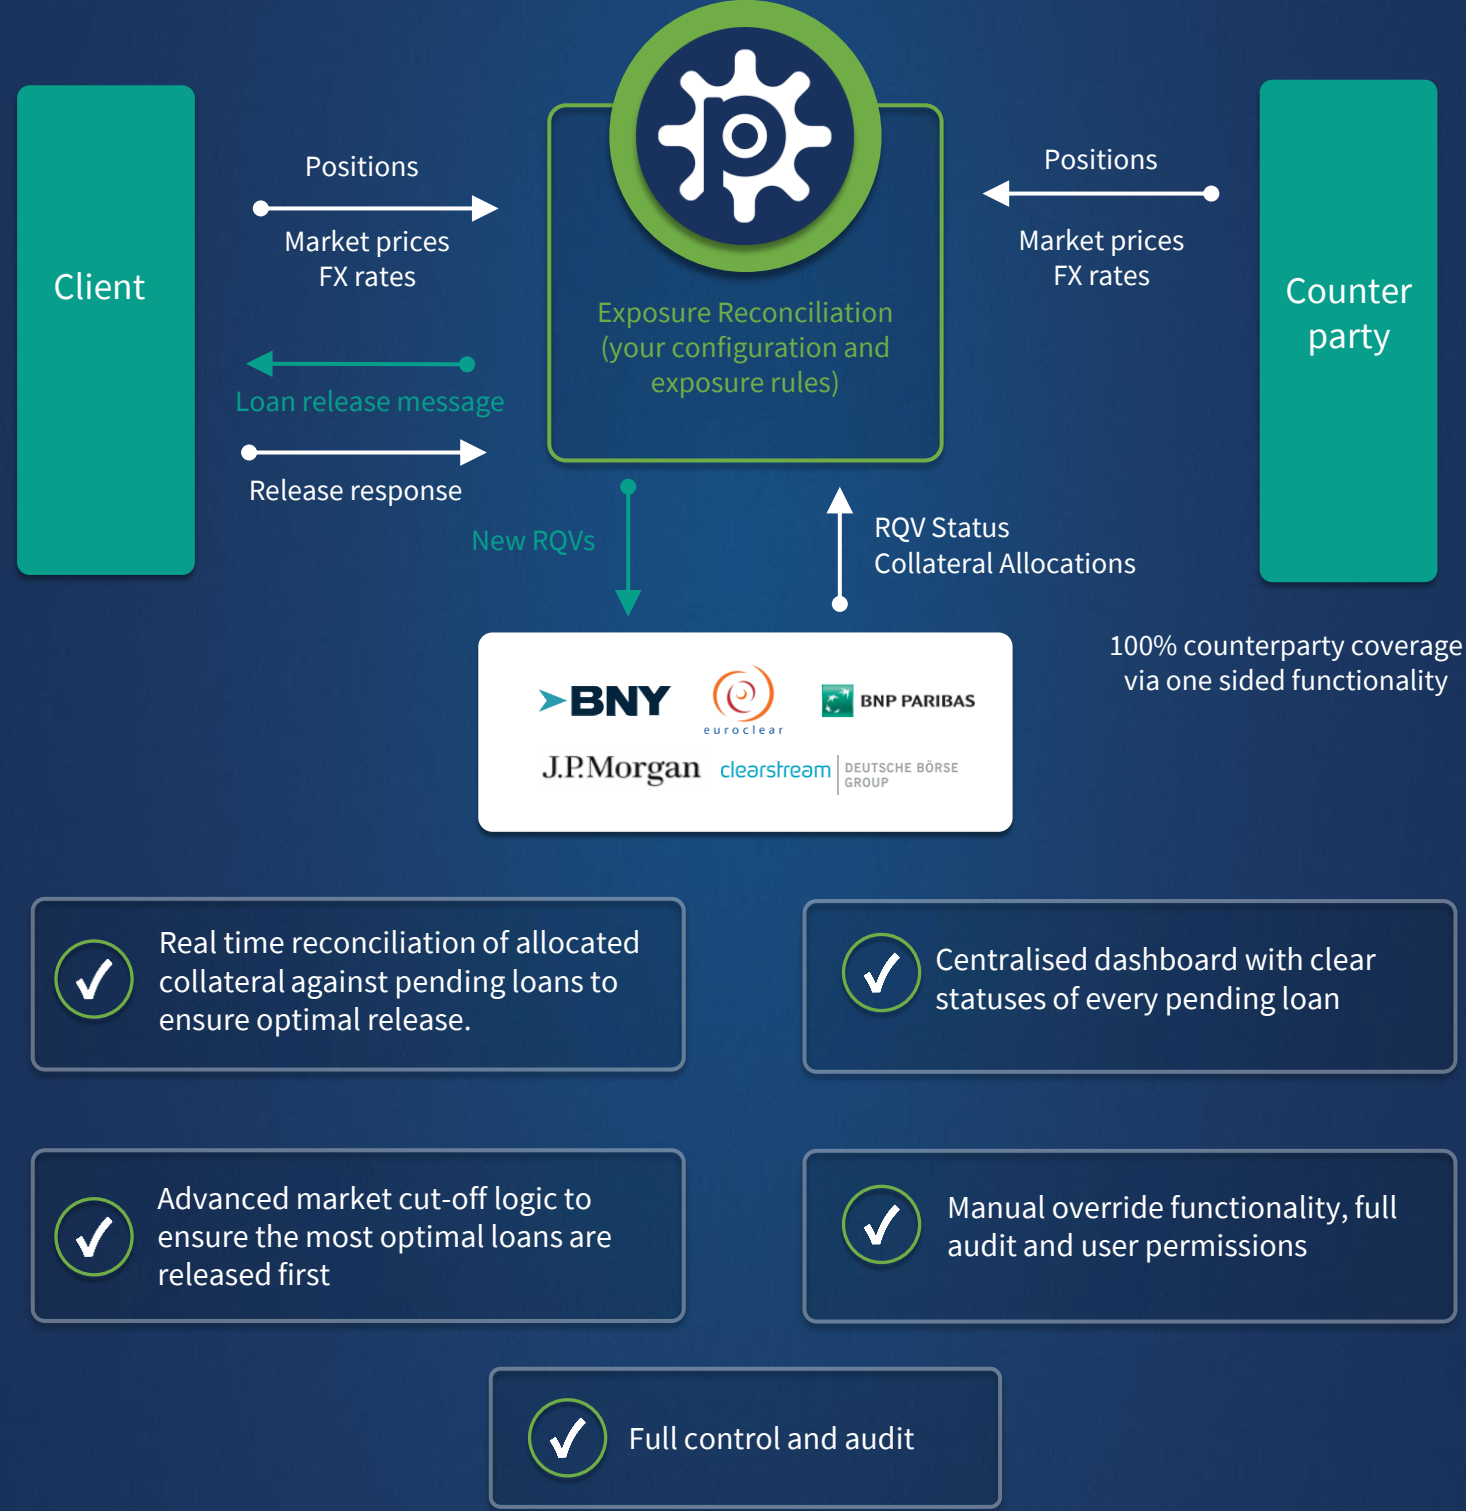 Client
Positions
Market prices
FX rates
Loan release message
Release response
Exposure Reconciliation
(your configuration and
exposure rules)
Positions
Market prices
FX rates
Counter
party
New RQVs
RQV Status
Collateral Allocations
100% counterparty coverage
via one sided functionality
BNY
euroclear
BNP PARIBAS
J.P.Morgan
clearstream
DEUTSCHE BÖRSE
GROUP
Real time reconciliation of allocated
collateral against pending loans to
ensure optimal release.
Centralised dashboard with clear
statuses of every pending loan
Advanced market cut-off logic to
ensure the most optimal loans are
released first
Manual override functionality, full
audit and user permissions
Full control and audit